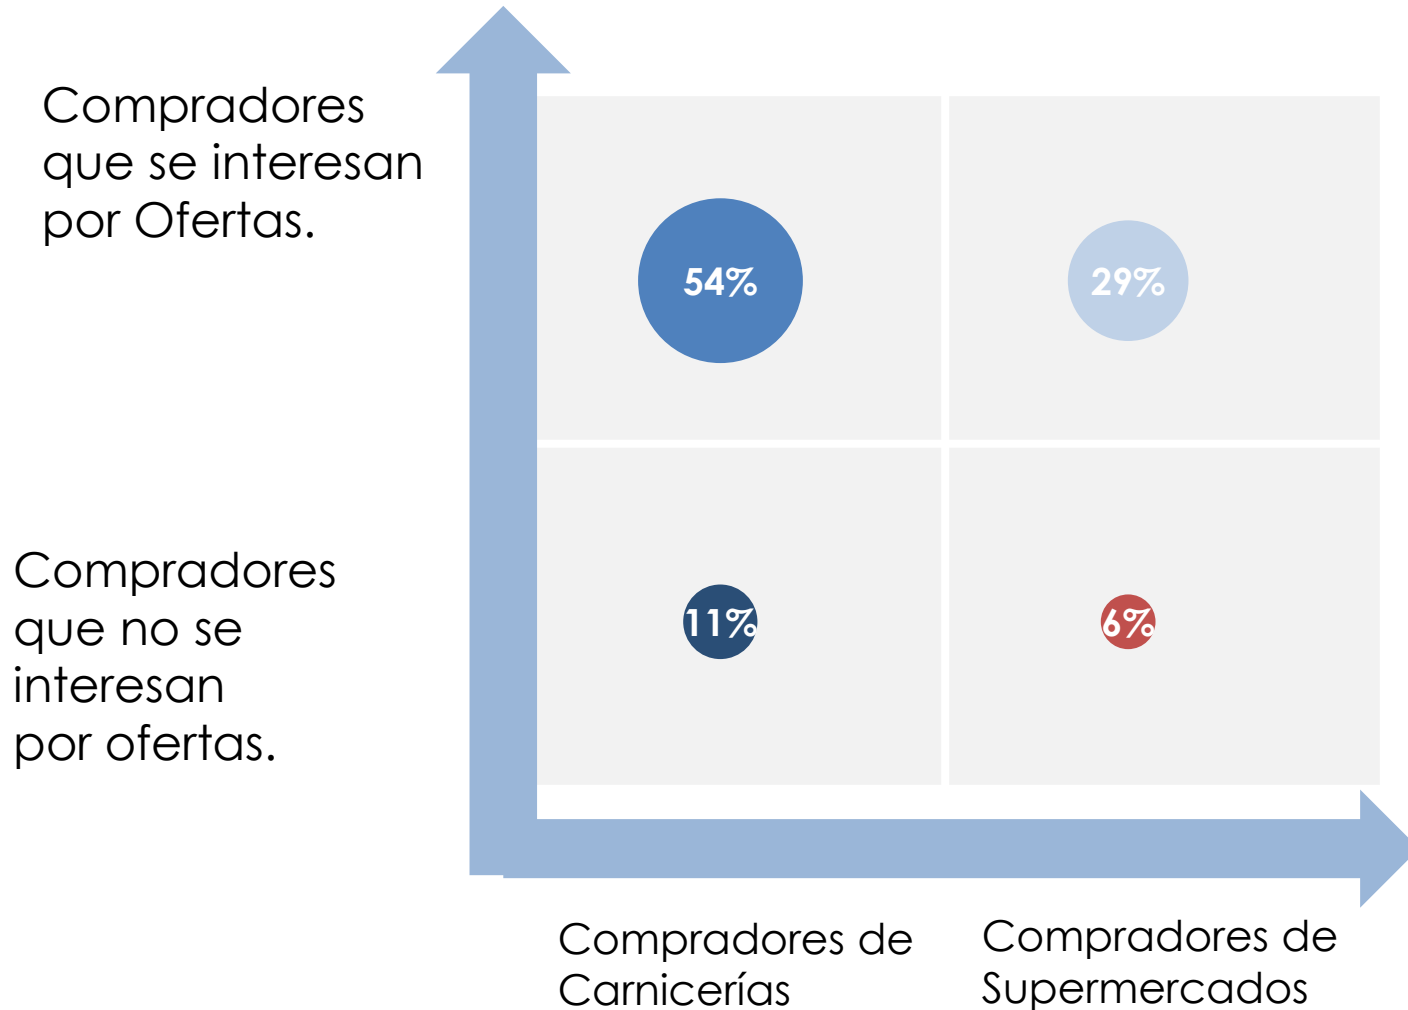 Compradores
que se interesan
por Ofertas.
54%
29%
Compradores
que no se
interesan
por ofertas.
11%
6%
Compradores de
Carnicerías
Compradores de
Supermercados